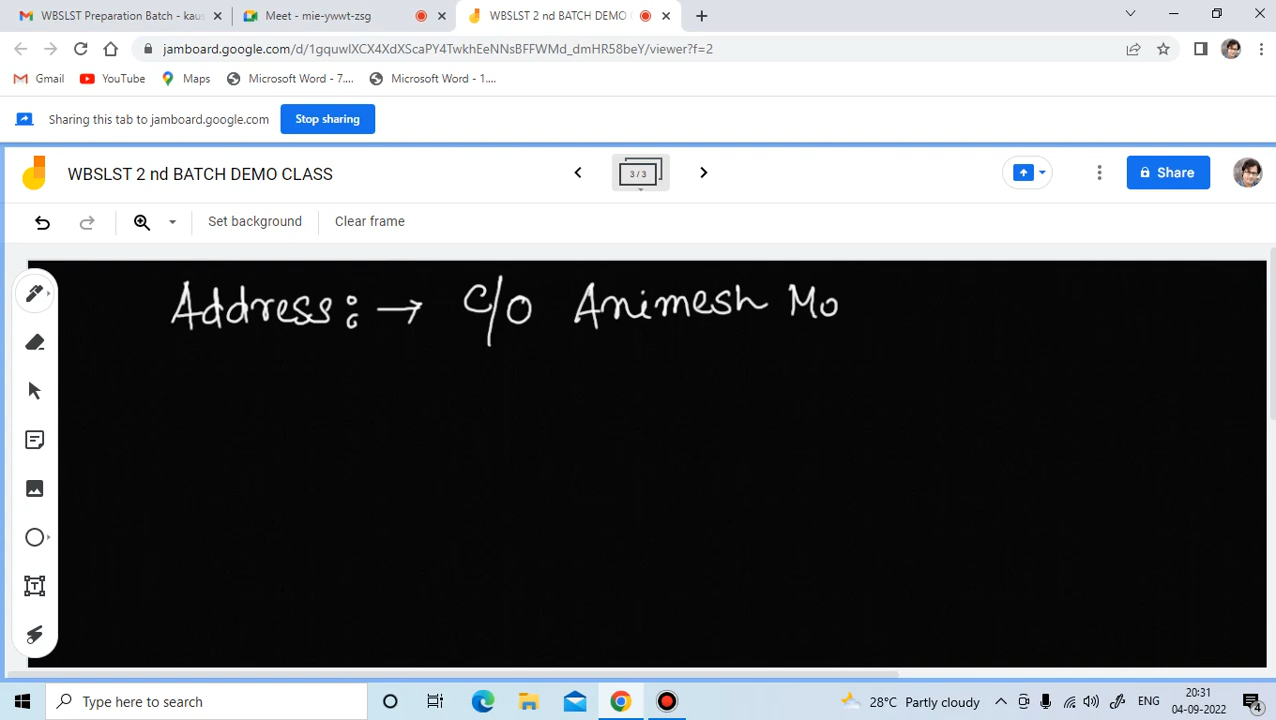 WBSLST Preparation Batch - kaus
Meet - mie-ywwt-zsg
WBSLST 2 nd BATCH DEMO C
jamboard.google.com/d/1gquwlXCX4XdXScaPY4TwkhEeNNsBFFWMd_dmHR58beY/viewer?f=2
Gmail YouTube Maps Microsoft Word - 7.... Microsoft Word - 1....
Sharing this tab to jamboard.google.com Stop sharing
WBSLST 2 nd BATCH DEMO CLASS 3 / 3 Share
Set background Clear frame
Address:→ C/O Animesh Mo
Type here to search 28°C Partly cloudy ENG 20:31
04-09-2022 4